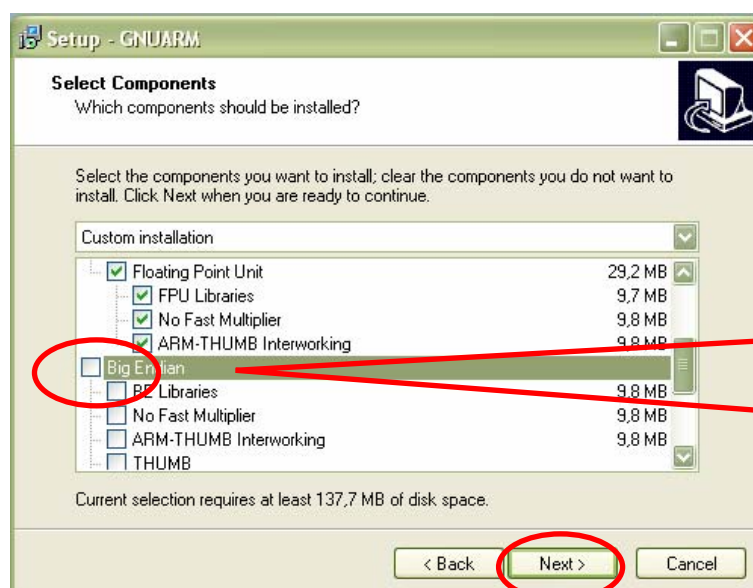 Setup - GNUARM
Select Components
Which components should be installed?
Select the components you want to install; clear the components you do not want to
install. Click Next when you are ready to continue.
Custom installation
Floating Point Unit 29,2 MB
FPU Libraries 9,7 MB
No Fast Multiplier 9,8 MB
ARM-THUMB Interworking 9,8 MB
Big Endian
BE Libraries 9,8 MB
No Fast Multiplier 9,8 MB
ARM-THUMB Interworking 9,8 MB
THUMB
Current selection requires at least 137,7 MB of disk space.
< Back Next > Cancel